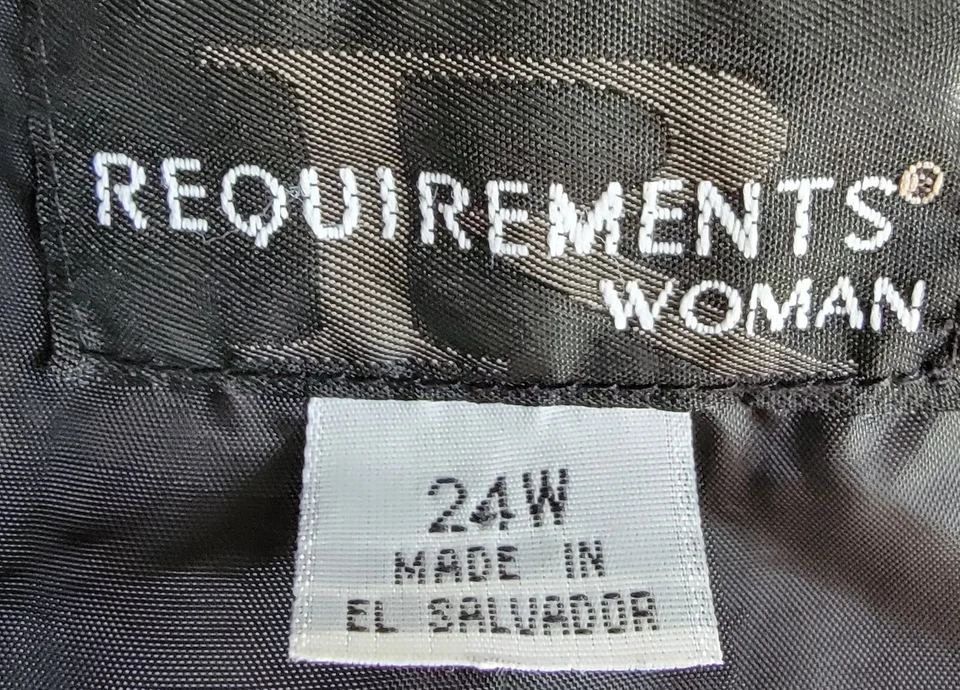 R
REQUIREMENTS®
WOMAN
24W
MADE IN
EL SALVADOR